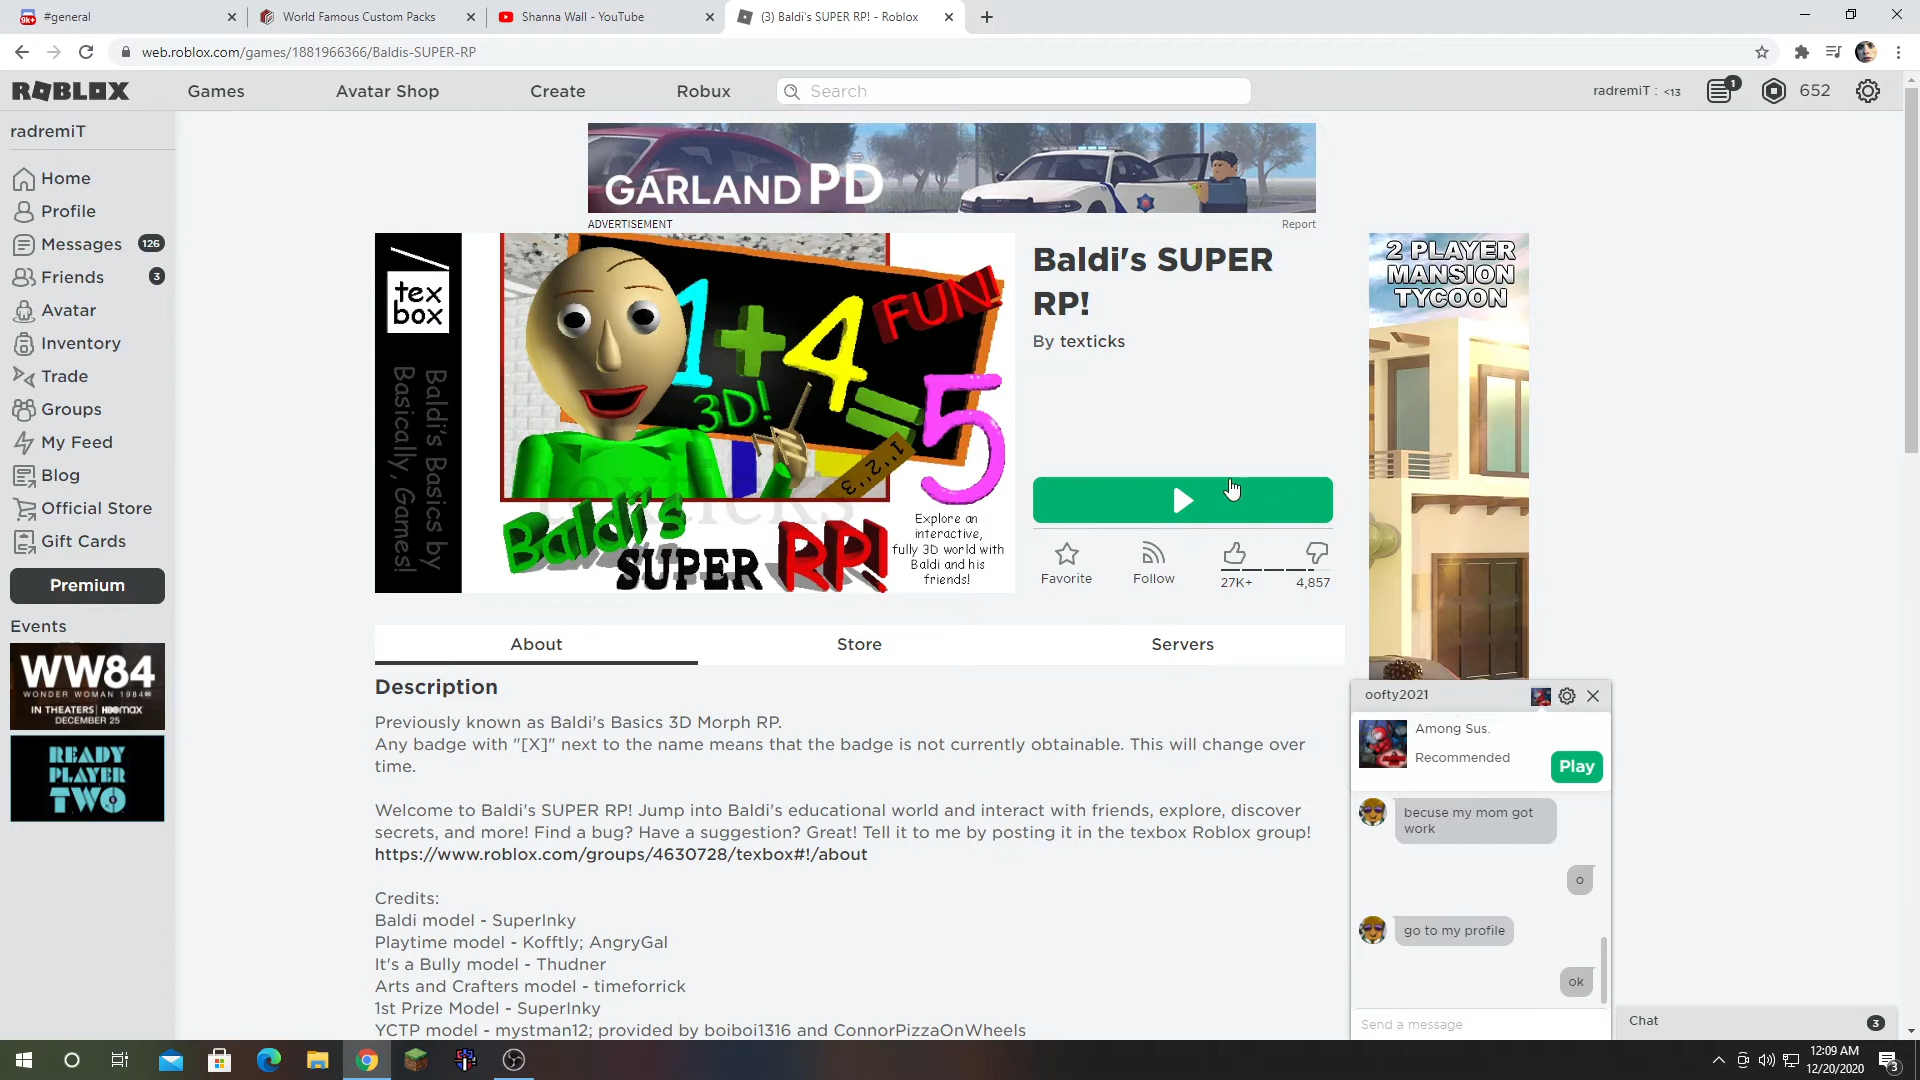 #general
World Famous Custom Packs
Shanna Wall - YouTube
(3) Baldi's SUPER RP! - Roblox
web.roblox.com/games/1881966366/Baldis-SUPER-RP
ROBLOX
Games
Avatar Shop
Create
Robux
Search
radremiT : <13
1
652
radremiT
Home
Profile
Messages 126
Friends 3
Avatar
Inventory
Trade
Groups
My Feed
Blog
Official Store
Gift Cards
Premium
Events
WW84
WONDER WOMAN 1984
IN THEATERS | HBOMAX
DECEMBER 25
READY
PLAYER
TWO
GARLAND PD
ADVERTISEMENT
Report
tex
box
Baldi's Basics by
Basically, Games!
1+4=5
3D!
FUN!
1''2''3
texticks
Baldi's
SUPER RP!
Explore an
interactive,
fully 3D world with
Baldi and his
friends!
Baldi's SUPER
RP!
By texticks
Favorite
Follow
27K+
4,857
2 PLAYER
MANSION
TYCOON
About
Store
Servers
Description
Previously known as Baldi's Basics 3D Morph RP.
Any badge with "[X]" next to the name means that the badge is not currently obtainable. This will change over
time.
Welcome to Baldi's SUPER RP! Jump into Baldi's educational world and interact with friends, explore, discover
secrets, and more! Find a bug? Have a suggestion? Great! Tell it to me by posting it in the texbox Roblox group!
https://www.roblox.com/groups/4630728/texbox#!/about
Credits:
Baldi model - SuperInky
Playtime model - Kofftly; AngryGal
It's a Bully model - Thudner
Arts and Crafters model - timeforrick
1st Prize Model - SuperInky
YCTP model - mystman12; provided by boiboi1316 and ConnorPizzaOnWheels
oofty2021
Among Sus.
Recommended
Play
becuse my mom got
work
o
go to my profile
ok
Send a message
Chat
3
12:09 AM
12/20/2020
3